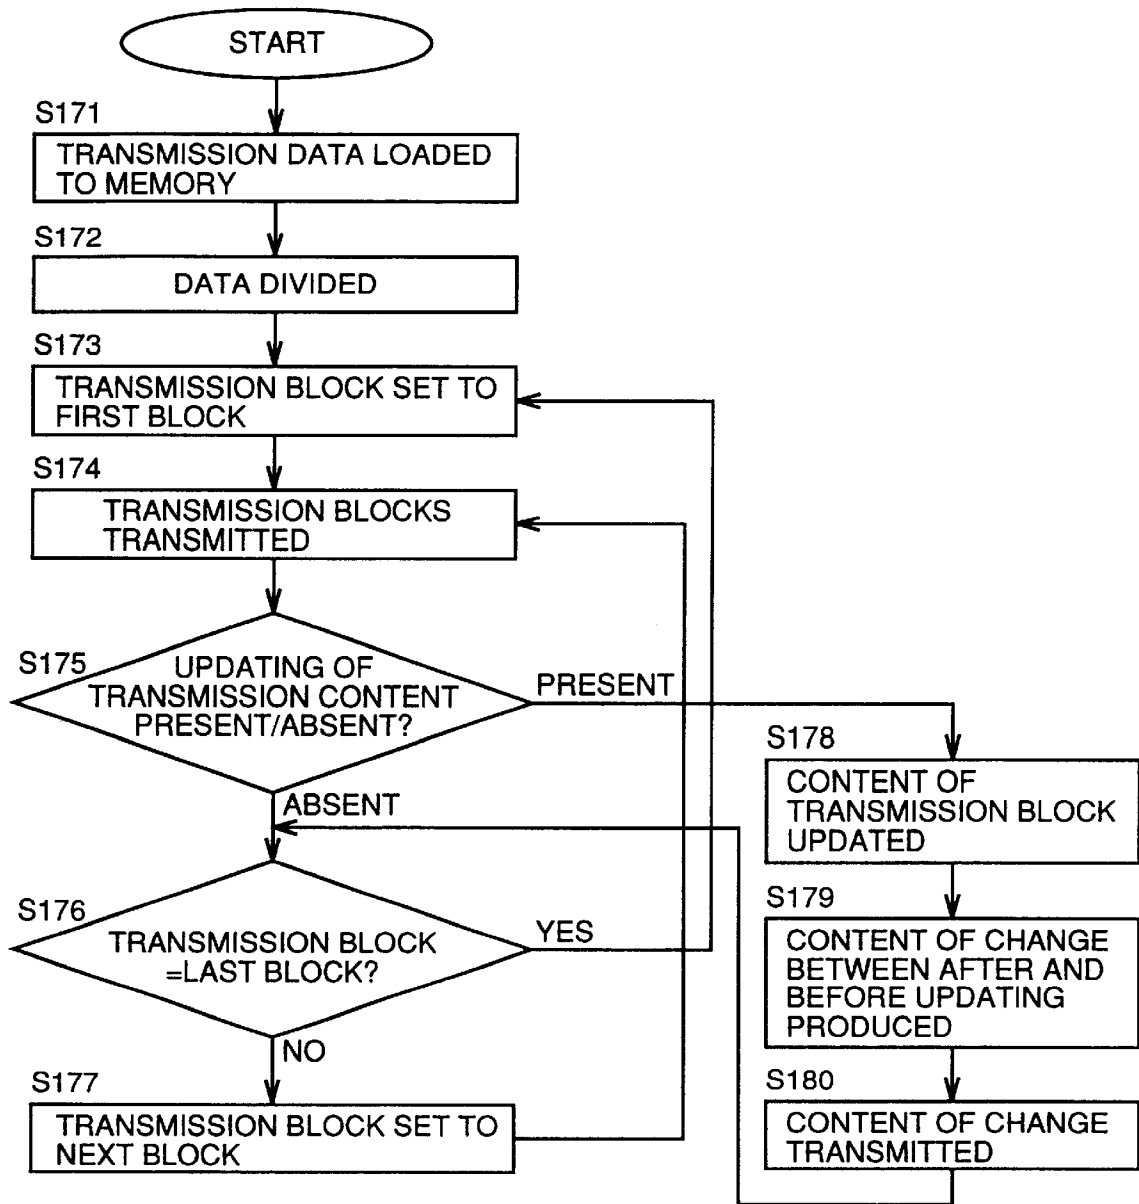 START
S171
TRANSMISSION DATA LOADED
TO MEMORY
S172
DATA DIVIDED
S173
TRANSMISSION BLOCK SET TO
FIRST BLOCK
S174
TRANSMISSION BLOCKS
TRANSMITTED
S175
UPDATING OF
TRANSMISSION CONTENT
PRESENT/ABSENT?
PRESENT
ABSENT
S176
TRANSMISSION BLOCK
=LAST BLOCK?
YES
NO
S177
TRANSMISSION BLOCK SET TO
NEXT BLOCK
S178
CONTENT OF
TRANSMISSION BLOCK
UPDATED
S179
CONTENT OF CHANGE
BETWEEN AFTER AND
BEFORE UPDATING
PRODUCED
S180
CONTENT OF CHANGE
TRANSMITTED